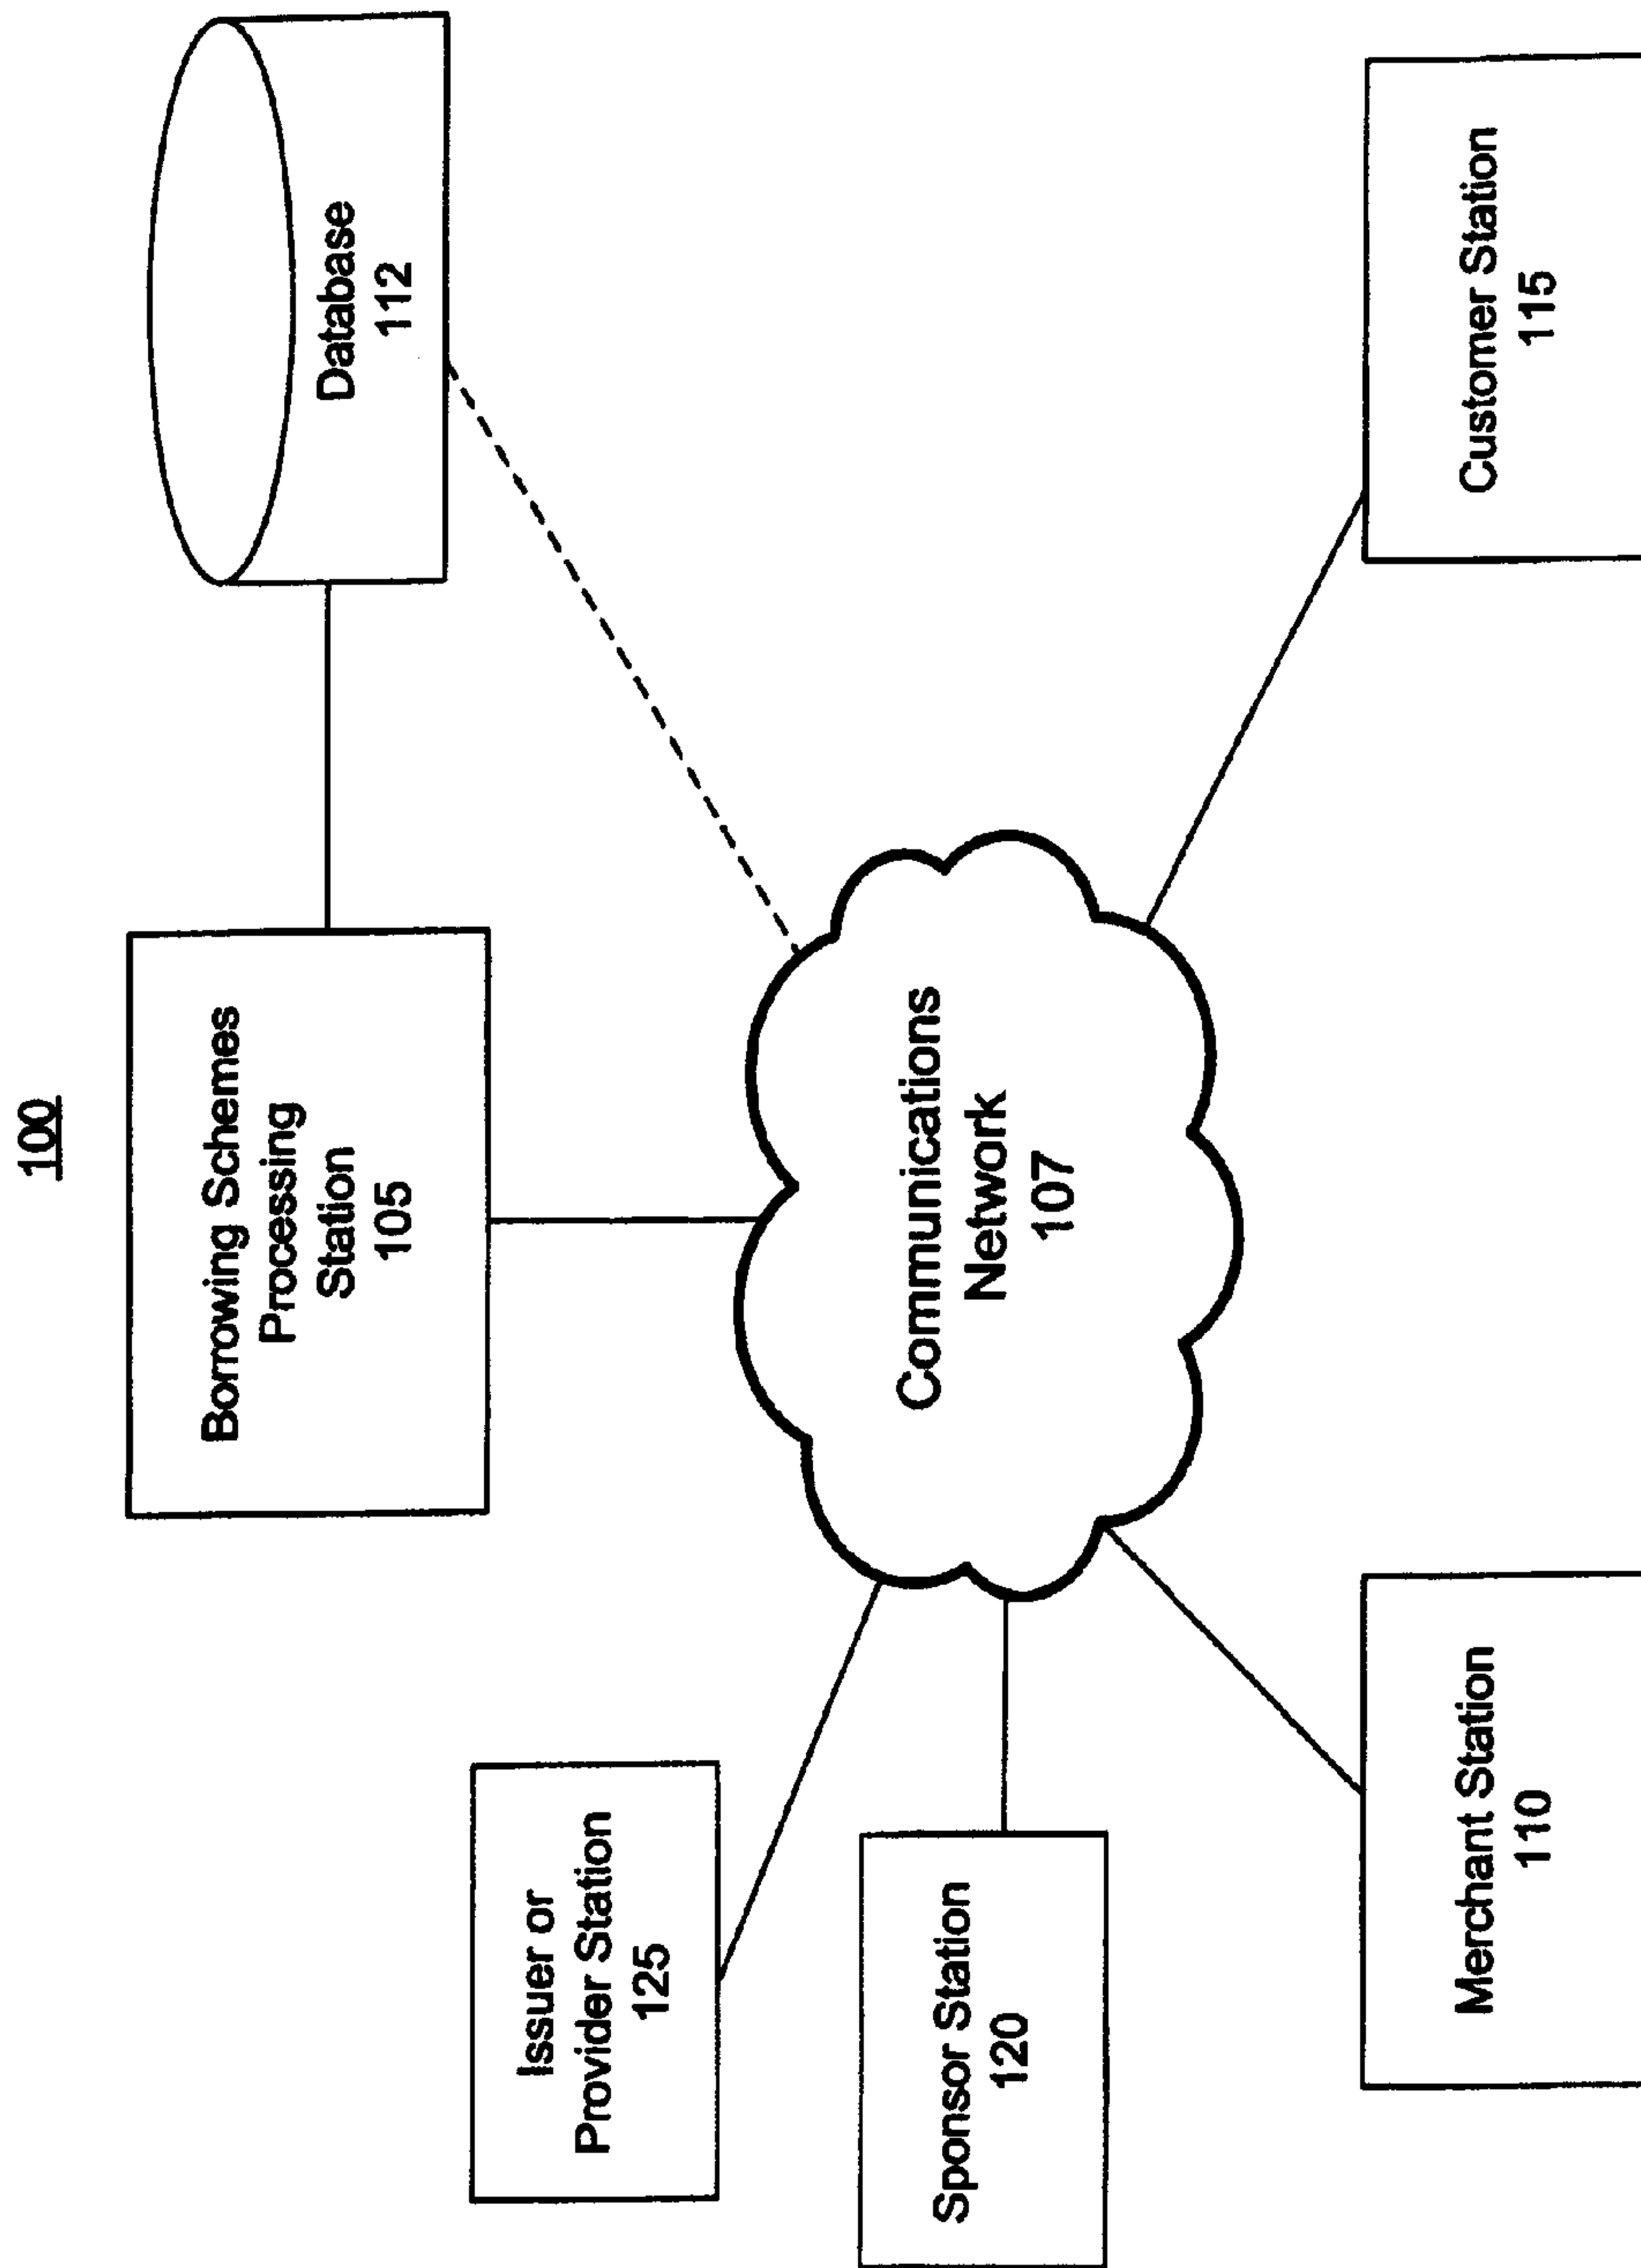 100
Borrowing Schemes
Processing
Station
105
Database
112
Communications
Network
107
Issuer or
Provider Station
125
Sponsor Station
120
Merchant Station
110
Customer Station
115